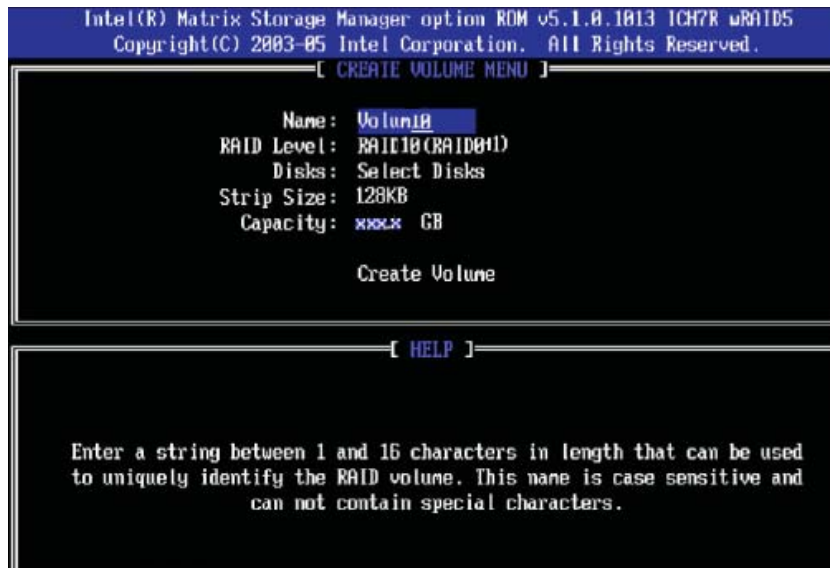 Intel(R) Matrix Storage Manager option ROM v5.1.0.1013 ICH7R wRAID5
Copyright(C) 2003-05 Intel Corporation. All Rights Reserved.
[ CREATE VOLUME MENU ]
Name: Volum10
RAID Level: RAID10(RAID0+1)
Disks: Select Disks
Strip Size: 128KB
Capacity: xxx.x GB
Create Volume
[ HELP ]
Enter a string between 1 and 16 characters in length that can be used
to uniquely identify the RAID volume. This name is case sensitive and
can not contain special characters.